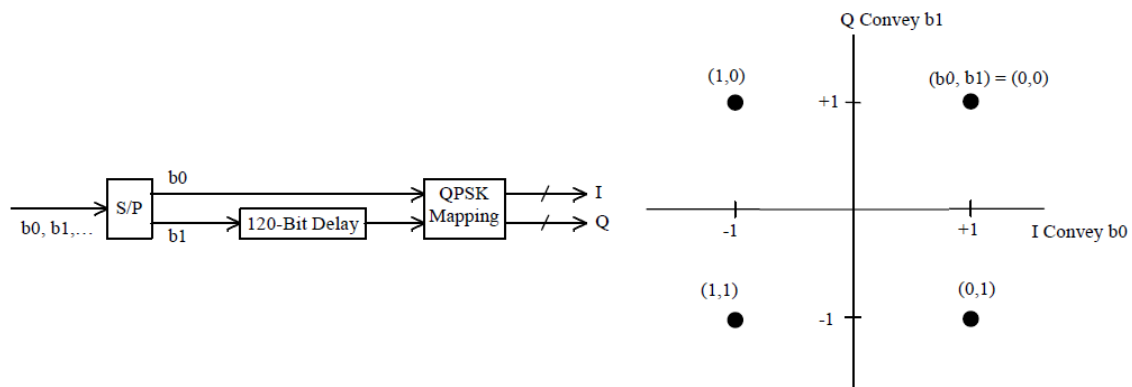 b0, b1,...
S/P
b0
b1
120-Bit Delay
QPSK
Mapping
I
Q
Q Convey b1
(1,0)
(b0, b1) = (0,0)
+1
-1
+1
I Convey b0
(1,1)
(0,1)
-1